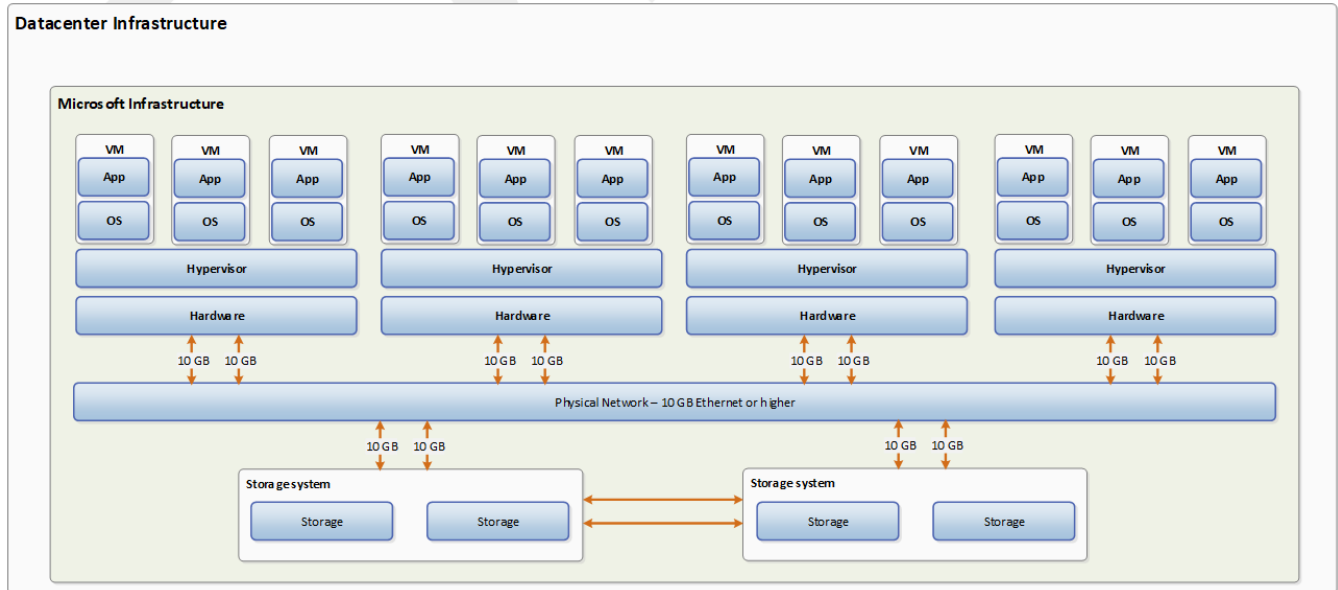 Datacenter Infrastructure
Microsoft Infrastructure
VM VM VM VM VM VM VM VM VM VM VM VM
App App App App App App App App App App App App
OS OS OS OS OS OS OS OS OS OS OS OS
Hypervisor Hypervisor Hypervisor Hypervisor
Hardware Hardware Hardware Hardware
10 GB 10 GB 10 GB 10 GB 10 GB 10 GB 10 GB 10 GB
Physical Network – 10 GB Ethernet or higher
10 GB 10 GB 10 GB 10 GB
Storage system Storage system
Storage Storage Storage Storage